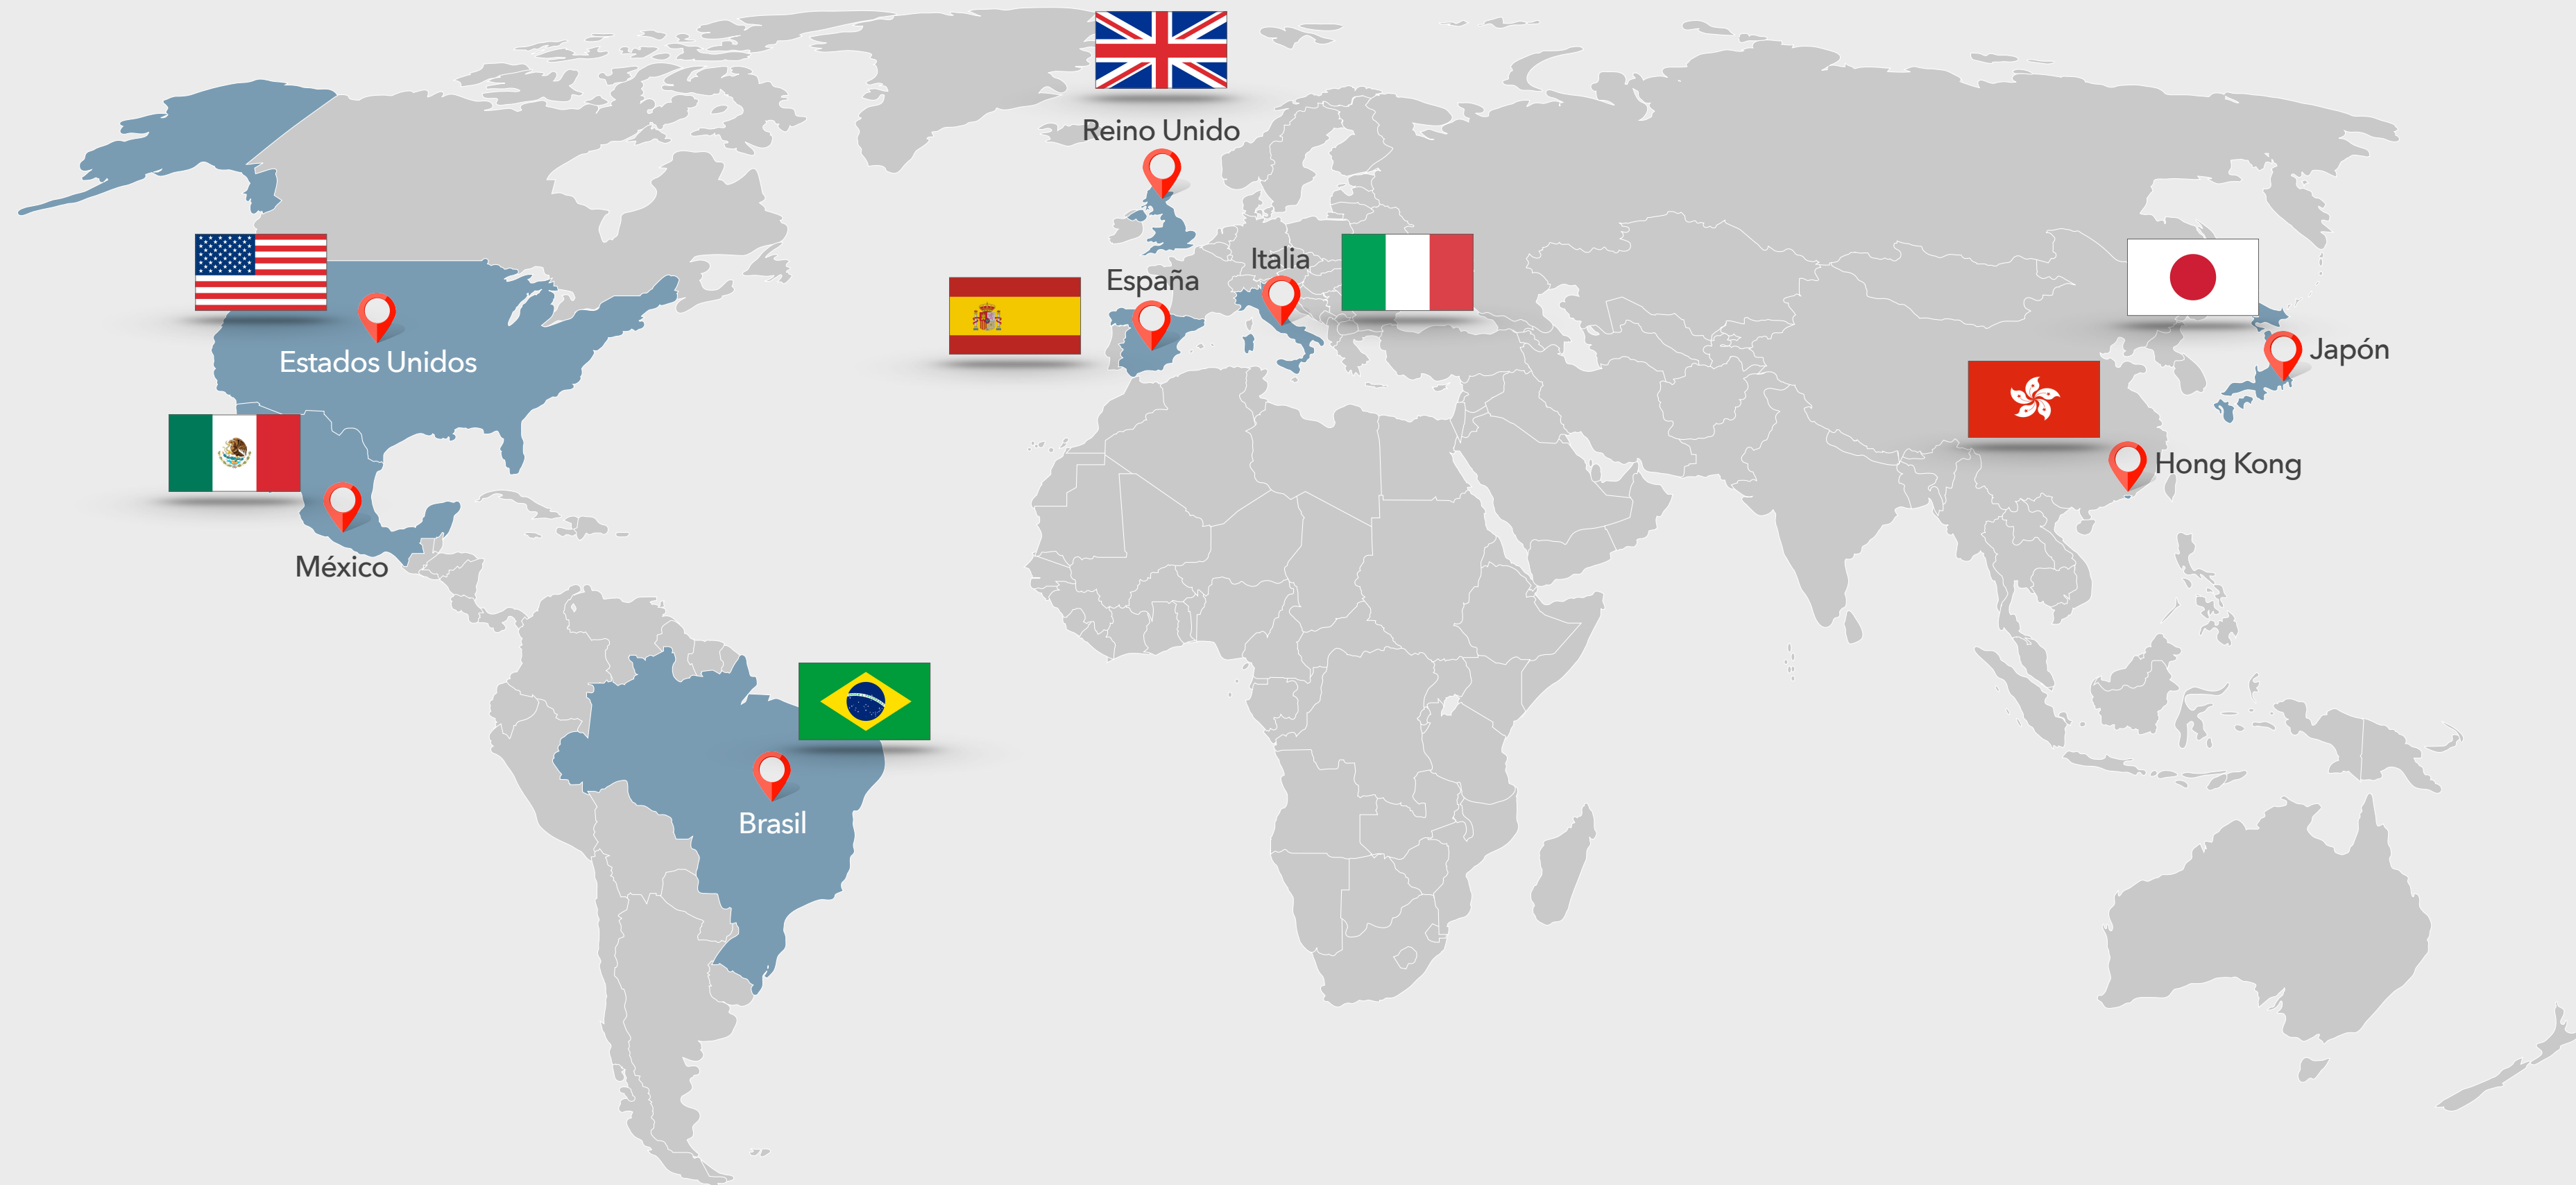 Reino Unido
Italia
España
Estados Unidos
Japón
Hong Kong
México
Brasil